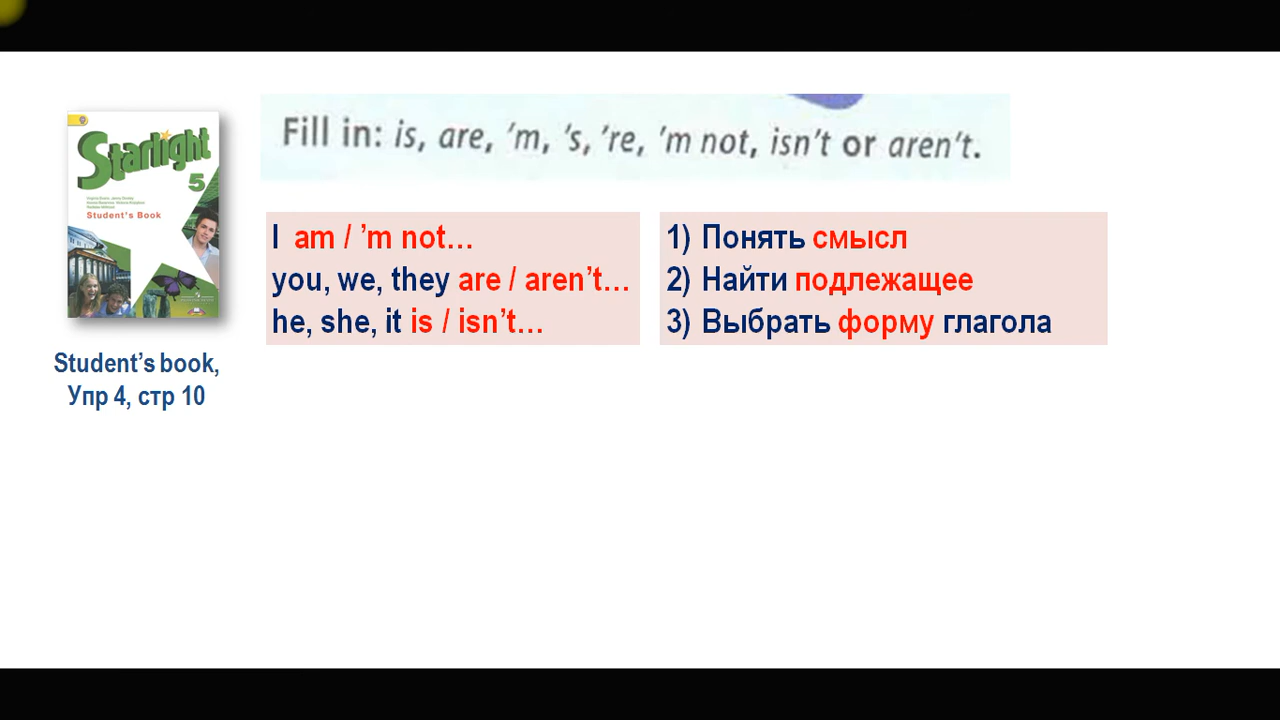 Starlight
5
Student's Book
Student's book,
Упр 4, стр 10
Fill in: is, are, 'm, 's, 're, 'm not, isn't or aren't.
I am / 'm not…
you, we, they are / aren't…
he, she, it is / isn't…
1) Понять смысл
2) Найти подлежащее
3) Выбрать форму глагола